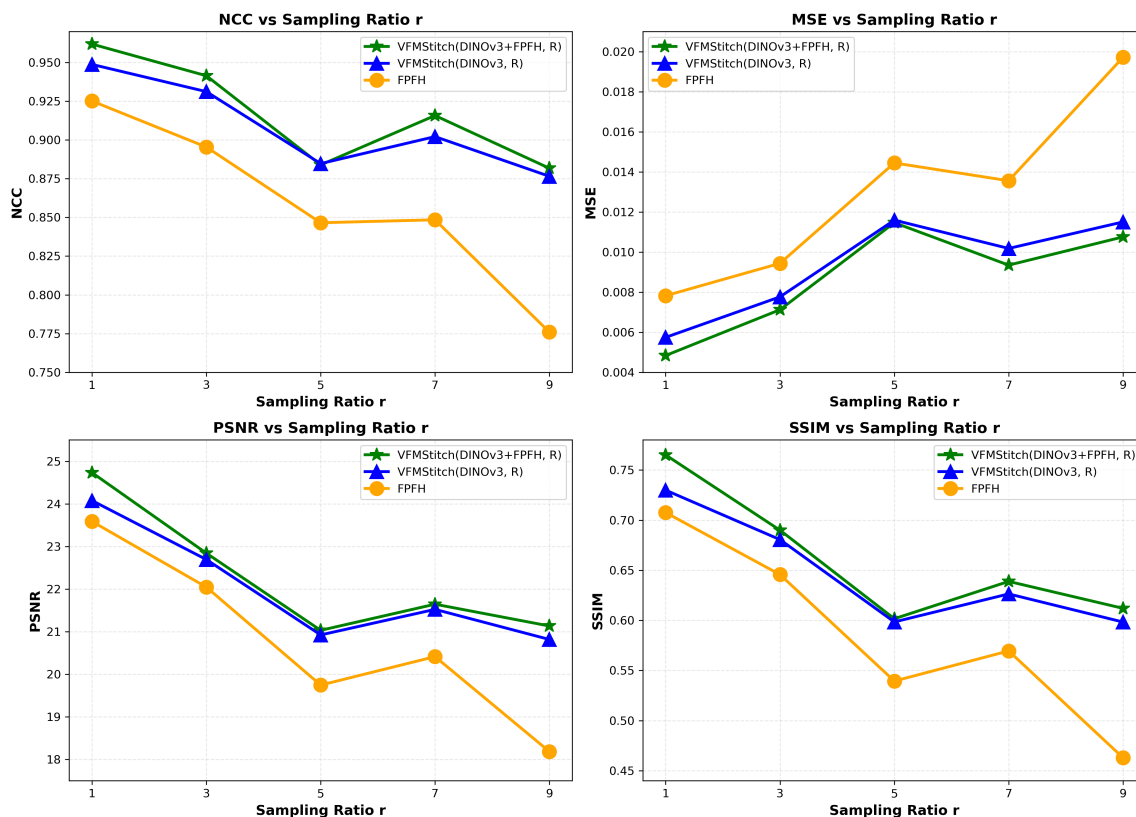 NCC vs Sampling Ratio r
VFMStitch(DINOv3+FPFH, R)
VFMStitch(DINOv3, R)
FPFH
NCC
0.950
0.925
0.900
0.875
0.850
0.825
0.800
0.775
0.750
1 3 5 7 9
Sampling Ratio r
MSE vs Sampling Ratio r
VFMStitch(DINOv3+FPFH, R)
VFMStitch(DINOv3, R)
FPFH
MSE
0.020
0.018
0.016
0.014
0.012
0.010
0.008
0.006
0.004
1 3 5 7 9
Sampling Ratio r
PSNR vs Sampling Ratio r
VFMStitch(DINOv3+FPFH, R)
VFMStitch(DINOv3, R)
FPFH
PSNR
25
24
23
22
21
20
19
18
1 3 5 7 9
Sampling Ratio r
SSIM vs Sampling Ratio r
VFMStitch(DINOv3+FPFH, R)
VFMStitch(DINOv3, R)
FPFH
SSIM
0.75
0.70
0.65
0.60
0.55
0.50
0.45
1 3 5 7 9
Sampling Ratio r